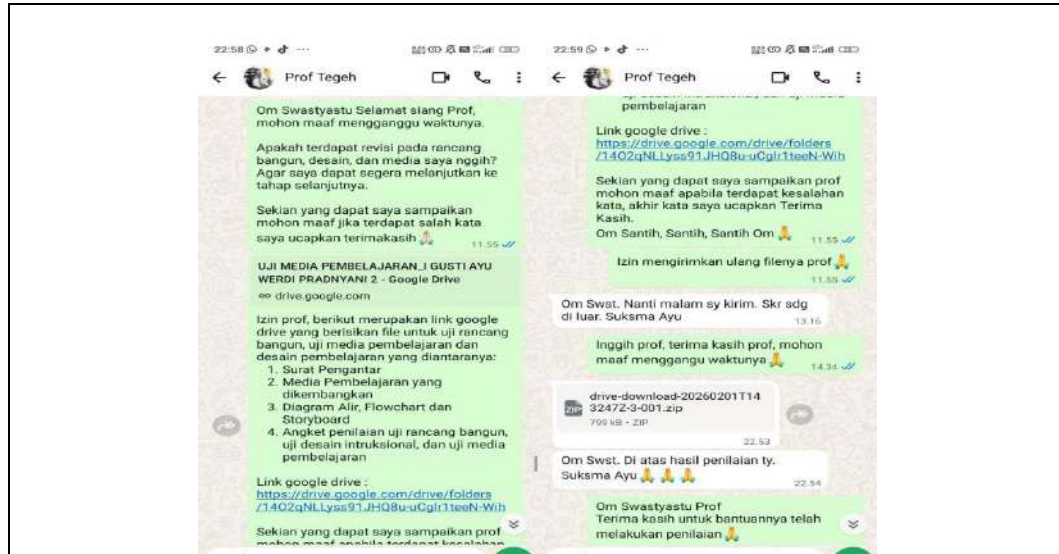 22:58
Prof Tegeh
Om Swastyastu Selamat siang Prof,
mohon maaf mengganggu waktunya.
Apakah terdapat revisi pada rancang
bangun, desain, dan media saya nggih?
Agar saya dapat segera melanjutkan ke
tahap selanjutnya.
Sekian yang dapat saya sampaikan
mohon maaf jika terdapat salah kata
saya ucapkan terimakasih 🙏
11.55
UJI MEDIA PEMBELAJARAN_I GUSTI AYU
WERDI PRADNYANI 2 - Google Drive
drive.google.com
Izin prof, berikut merupakan link google
drive yang berisikan file untuk uji rancang
bangun, uji media pembelajaran dan
desain pembelajaran yang diantaranya:
1. Surat Pengantar
2. Media Pembelajaran yang
dikembangkan
3. Diagram Alir, Flowchart dan
Storyboard
4. Angket penilaian uji rancang bangun,
uji desain intruksional, dan uji media
pembelajaran
Link google drive :
https://drive.google.com/drive/folders
/14O2qNLLyss91JHQ8u-uCgIr1teeN-Wih
Sekian yang dapat saya sampaikan prof
mohon maaf apabila terdapat kesalahan
22:59
Prof Tegeh
pembelajaran
Link google drive :
https://drive.google.com/drive/folders
/14O2qNLLyss91JHQ8u-uCgIr1teeN-Wih
Sekian yang dapat saya sampaikan prof
mohon maaf apabila terdapat kesalahan
kata, akhir kata saya ucapkan Terima
Kasih.
Om Santih, Santih, Santih Om 🙏
11.55
Izin mengirimkan ulang filenya prof 🙏
11.55
Om Swst. Nanti malam sy kirim. Skr sdg
di luar. Suksma Ayu
13.16
Inggih prof, terima kasih prof, mohon
maaf menggangu waktunya 🙏
14.34
drive-download-20260201T14
3247Z-3-001.zip
ZIP
799 kB • ZIP
22.53
Om Swst. Di atas hasil penilaian ty.
Suksma Ayu 🙏 🙏 🙏
22.54
Om Swastyastu Prof
Terima kasih untuk bantuannya telah
melakukan penilaian 🙏